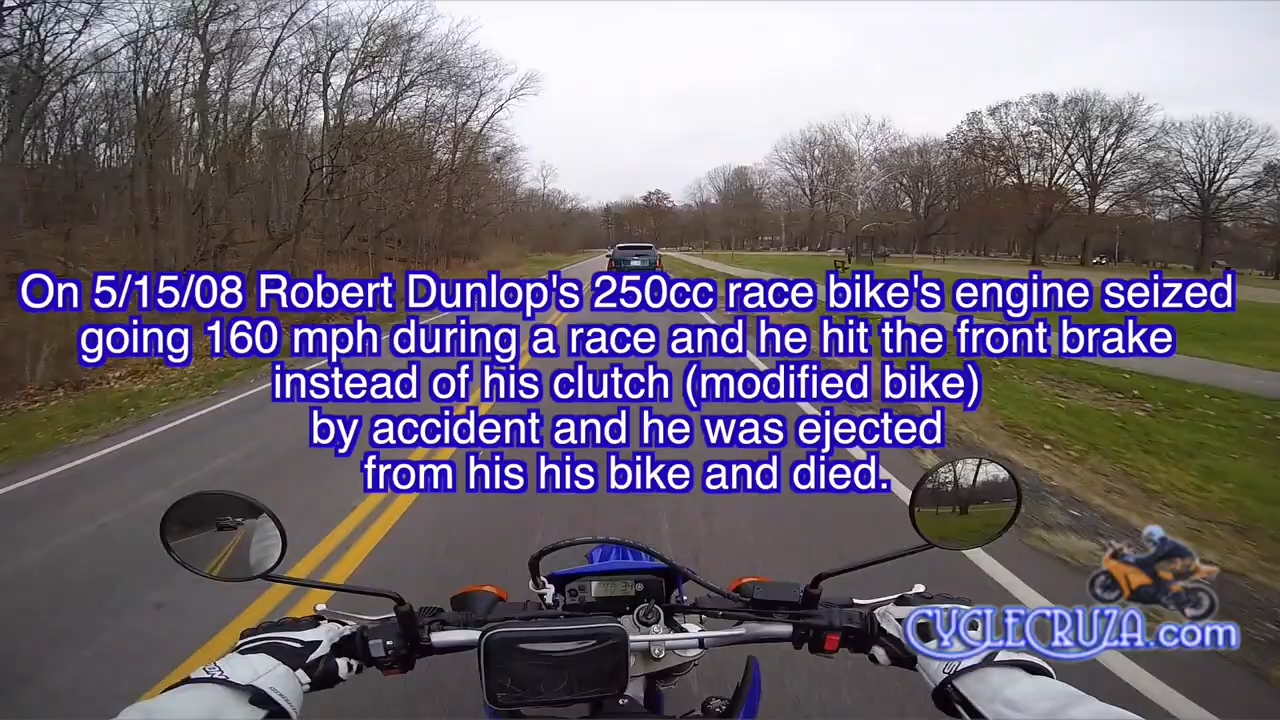 On 5/15/08 Robert Dunlop's 250cc race bike's engine seized
going 160 mph during a race and he hit the front brake
instead of his clutch (modified bike)
by accident and he was ejected
from his his bike and died.
CYCLECRUZA.com